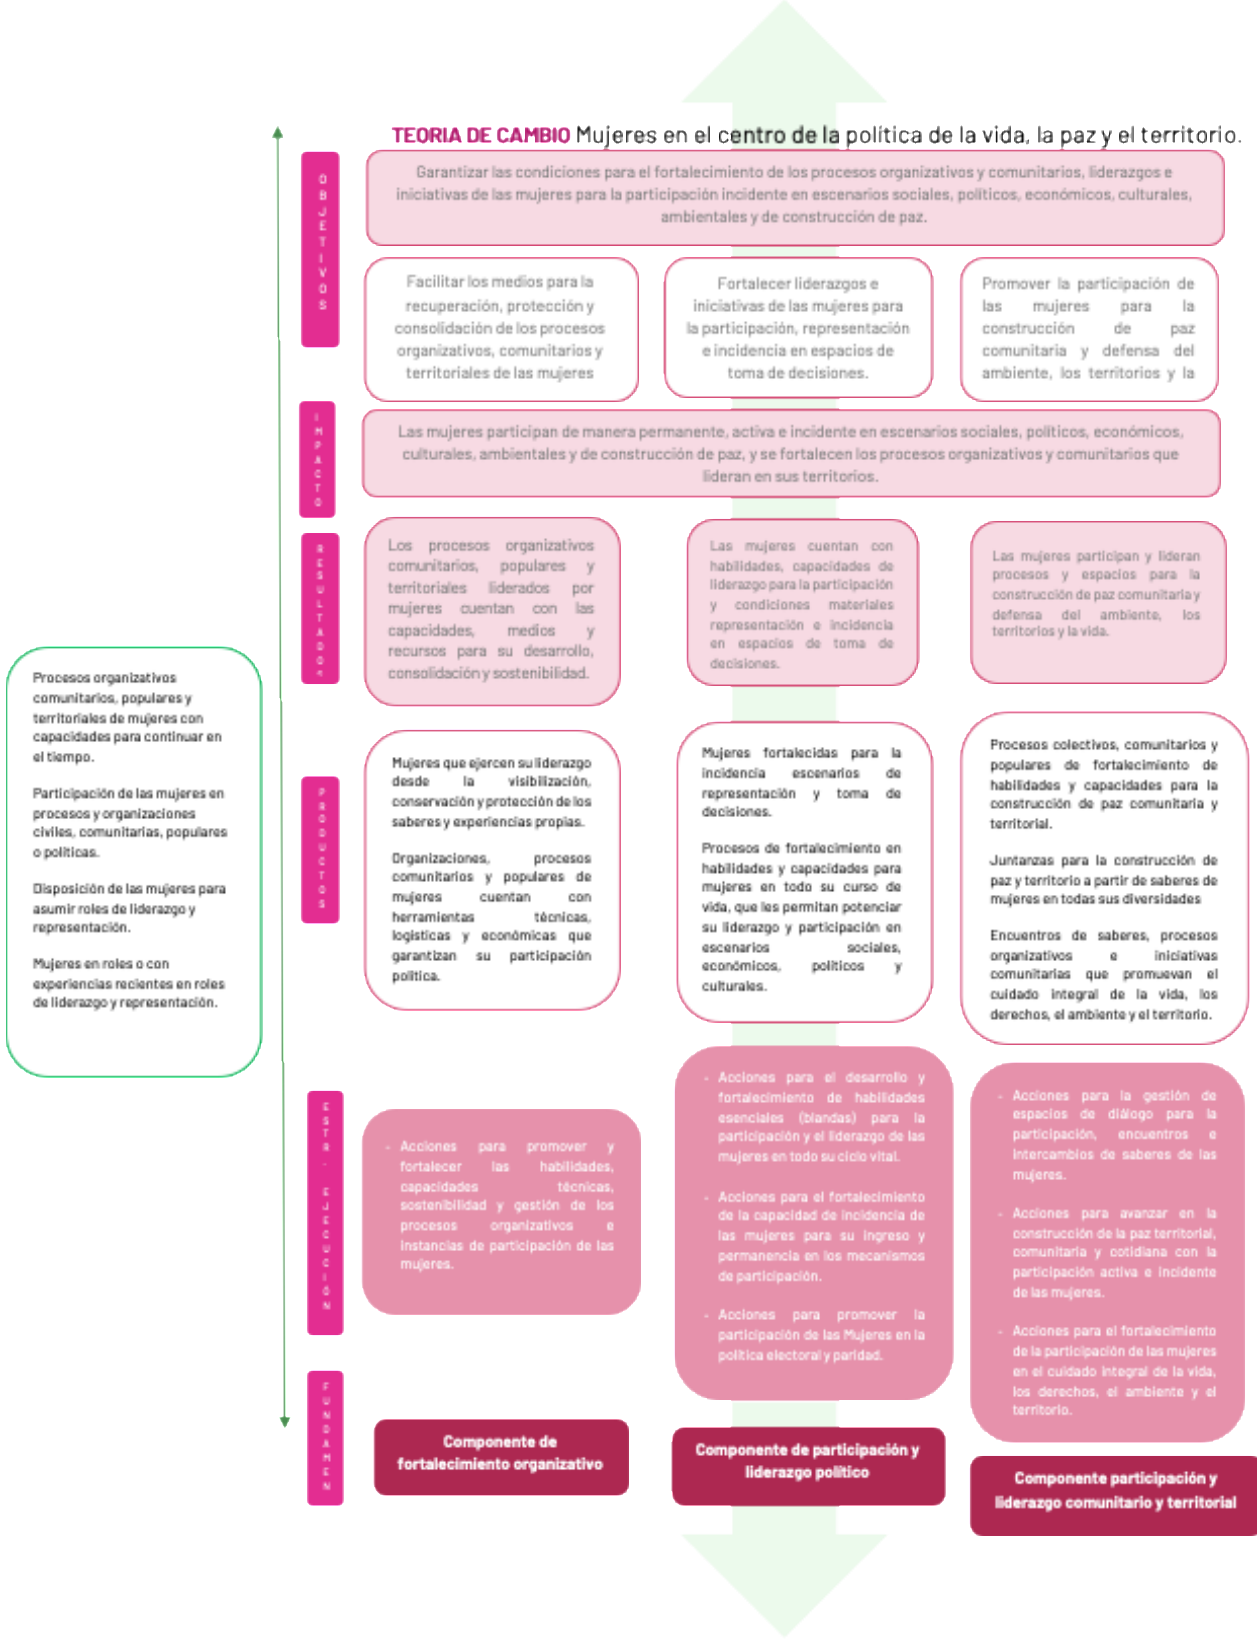 TEORIA DE CAMBIO Mujeres en el centro de la política de la vida, la paz y el territorio.
OBJETIVOS
Garantizar las condiciones para el fortalecimiento de los procesos organizativos y comunitarios, liderazgos e
iniciativas de las mujeres para la participación incidente en escenarios sociales, políticos, económicos, culturales,
ambientales y de construcción de paz.
Facilitar los medios para la
recuperación, protección y
consolidación de los procesos
organizativos, comunitarios y
territoriales de las mujeres
Fortalecer liderazgos e
iniciativas de las mujeres para
la participación, representación
e incidencia en espacios de
toma de decisiones.
Promover la participación de
las mujeres para la
construcción de paz
comunitaria y defensa del
ambiente, los territorios y la
IMPACTO
Las mujeres participan de manera permanente, activa e incidente en escenarios sociales, políticos, económicos,
culturales, ambientales y de construcción de paz, y se fortalecen los procesos organizativos y comunitarios que
lideran en sus territorios.
RESULTADOS
Los procesos organizativos
comunitarios, populares y
territoriales liderados por
mujeres cuentan con las
capacidades, medios y
recursos para su desarrollo,
consolidación y sostenibilidad.
Las mujeres cuentan con
habilidades, capacidades de
liderazgo para la participación
y condiciones materiales
representación e incidencia
en espacios de toma de
decisiones.
Las mujeres participan y lideran
procesos y espacios para la
construcción de paz comunitaria y
defensa del ambiente, los
territorios y la vida.
Procesos organizativos
comunitarios, populares y
territoriales de mujeres con
capacidades para continuar en
el tiempo.
Participación de las mujeres en
procesos y organizaciones
civiles, comunitarias, populares
o políticas.
Disposición de las mujeres para
asumir roles de liderazgo y
representación.
Mujeres en roles o con
experiencias recientes en roles
de liderazgo y representación.
PRODUCTOS
Mujeres que ejercen su liderazgo
desde la visibilización,
conservación y protección de los
saberes y experiencias propias.
Organizaciones, procesos
comunitarios y populares de
mujeres cuentan con
herramientas técnicas,
logísticas y económicas que
garantizan su participación
política.
Mujeres fortalecidas para la
incidencia escenarios de
representación y toma de
decisiones.
Procesos de fortalecimiento en
habilidades y capacidades para
mujeres en todo su curso de
vida, que les permitan potenciar
su liderazgo y participación en
escenarios sociales,
económicos, políticos y
culturales.
Procesos colectivos, comunitarios y
populares de fortalecimiento de
habilidades y capacidades para la
construcción de paz comunitaria y
territorial.
Juntanzas para la construcción de
paz y territorio a partir de saberes de
mujeres en todas sus diversidades
Encuentros de saberes, procesos
organizativos e iniciativas
comunitarias que promuevan el
cuidado integral de la vida, los
derechos, el ambiente y el territorio.
ESTR- EJECUCIÓN
- Acciones para promover y
fortalecer las habilidades,
capacidades técnicas,
sostenibilidad y gestión de los
procesos organizativos e
instancias de participación de las
mujeres.
- Acciones para el desarrollo y
fortalecimiento de habilidades
esenciales (blandas) para la
participación y el liderazgo de las
mujeres en todo su ciclo vital.
- Acciones para el fortalecimiento
de la capacidad de incidencia de
las mujeres para su ingreso y
permanencia en los mecanismos
de participación.
- Acciones para promover la
participación de las Mujeres en la
política electoral y paridad.
- Acciones para la gestión de
espacios de diálogo para la
participación, encuentros e
intercambios de saberes de las
mujeres.
- Acciones para avanzar en la
construcción de la paz territorial,
comunitaria y cotidiana con la
participación activa e incidente
de las mujeres.
- Acciones para el fortalecimiento
de la participación de las mujeres
en el cuidado integral de la vida,
los derechos, el ambiente y el
territorio.
FUNDAMEN
Componente de
fortalecimiento organizativo
Componente de participación y
liderazgo político
Componente participación y
liderazgo comunitario y territorial